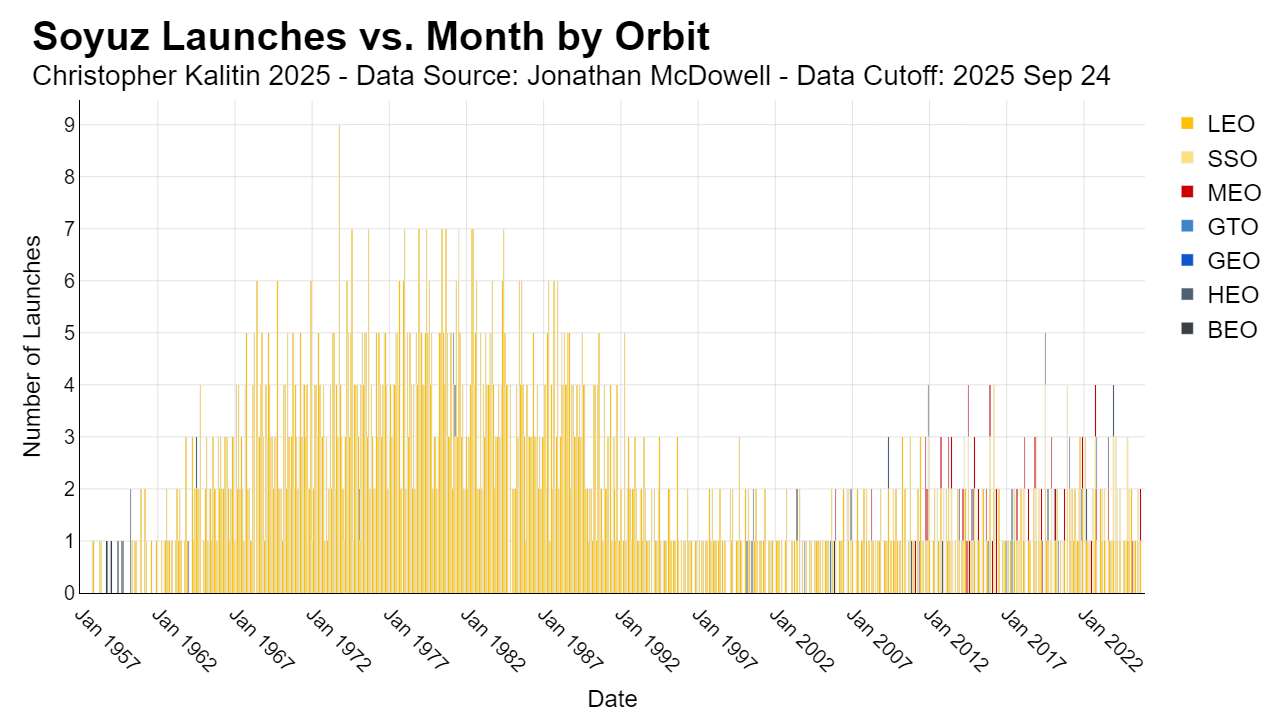 Soyuz Launches vs. Month by Orbit
Christopher Kalitin 2025 - Data Source: Jonathan McDowell - Data Cutoff: 2025 Sep 24
LEO
SSO
MEO
GTO
GEO
HEO
BEO
Number of Launches
9
8
7
6
5
4
3
2
1
0
Jan 1957
Jan 1962
Jan 1967
Jan 1972
Jan 1977
Jan 1982
Jan 1987
Jan 1992
Jan 1997
Jan 2002
Jan 2007
Jan 2012
Jan 2017
Jan 2022
Date